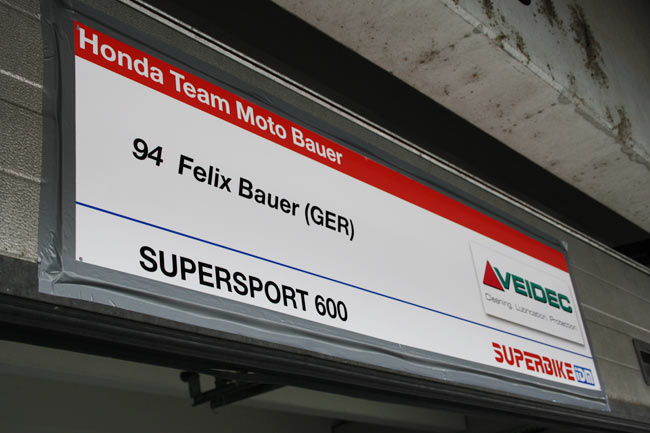 Honda Team Moto Bauer
94 Felix Bauer (GER)
SUPERSPORT 600
VEIDEC
Cleaning. Lubrication. Protection
SUPERBIKE IDM